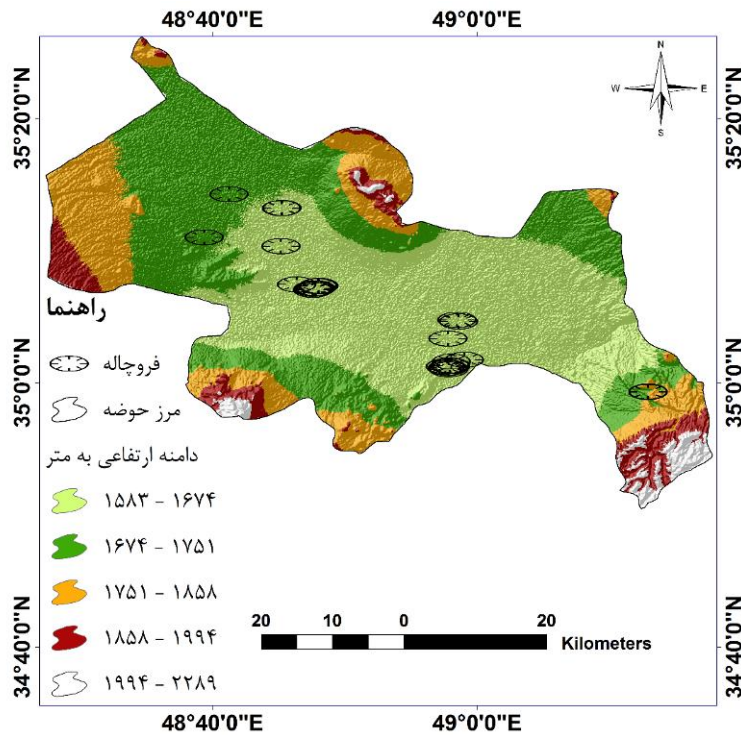 48°40'0"E 49°0'0"E
N
W E
S
35°20'0"N
35°20'0"N
راهنما
فروچاله
35°0'0"N
35°0'0"N
مرز حوضه
دامنه ارتفاعی به متر
۱۵۸۳ - ۱۶۷۴
۱۶۷۴ - ۱۷۵۱
۱۷۵۱ - ۱۸۵۸
۱۸۵۸ - ۱۹۹۴
۱۹۹۴ - ۲۲۸۹
20 10 0 20
Kilometers
34°40'0"N
34°40'0"N
48°40'0"E 49°0'0"E